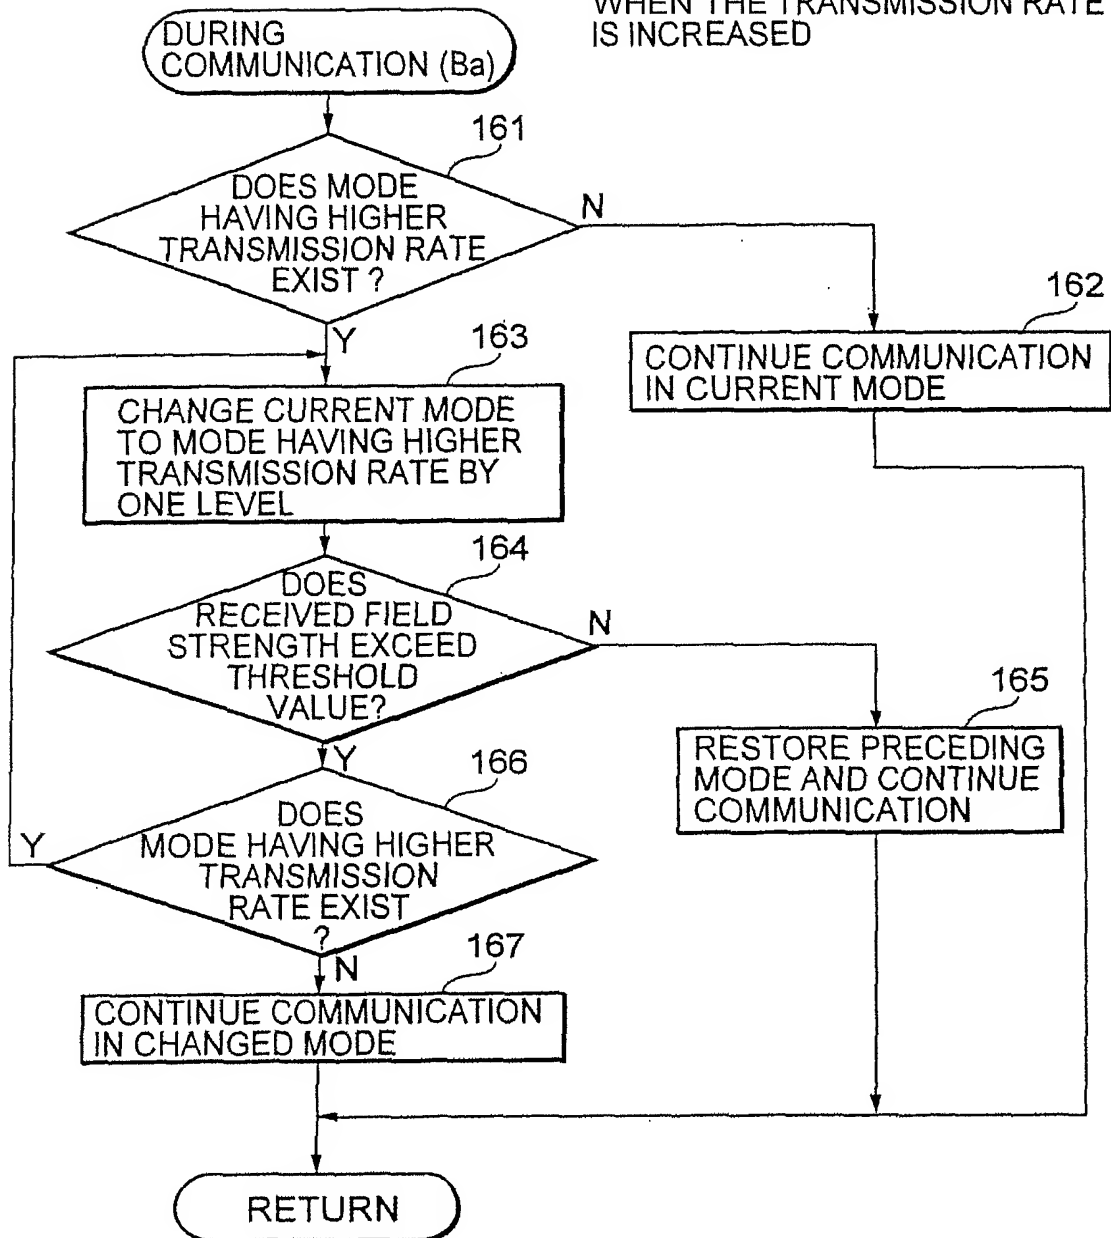 WHEN THE TRANSMISSION RATE
IS INCREASED
DURING
COMMUNICATION (Ba)
161
DOES MODE
HAVING HIGHER
TRANSMISSION RATE
EXIST ?
N
Y
162
CONTINUE COMMUNICATION
IN CURRENT MODE
163
CHANGE CURRENT MODE
TO MODE HAVING HIGHER
TRANSMISSION RATE BY
ONE LEVEL
164
DOES
RECEIVED FIELD
STRENGTH EXCEED
THRESHOLD
VALUE?
N
Y
165
RESTORE PRECEDING
MODE AND CONTINUE
COMMUNICATION
166
DOES
MODE HAVING HIGHER
TRANSMISSION
RATE EXIST
?
Y
N
167
CONTINUE COMMUNICATION
IN CHANGED MODE
RETURN